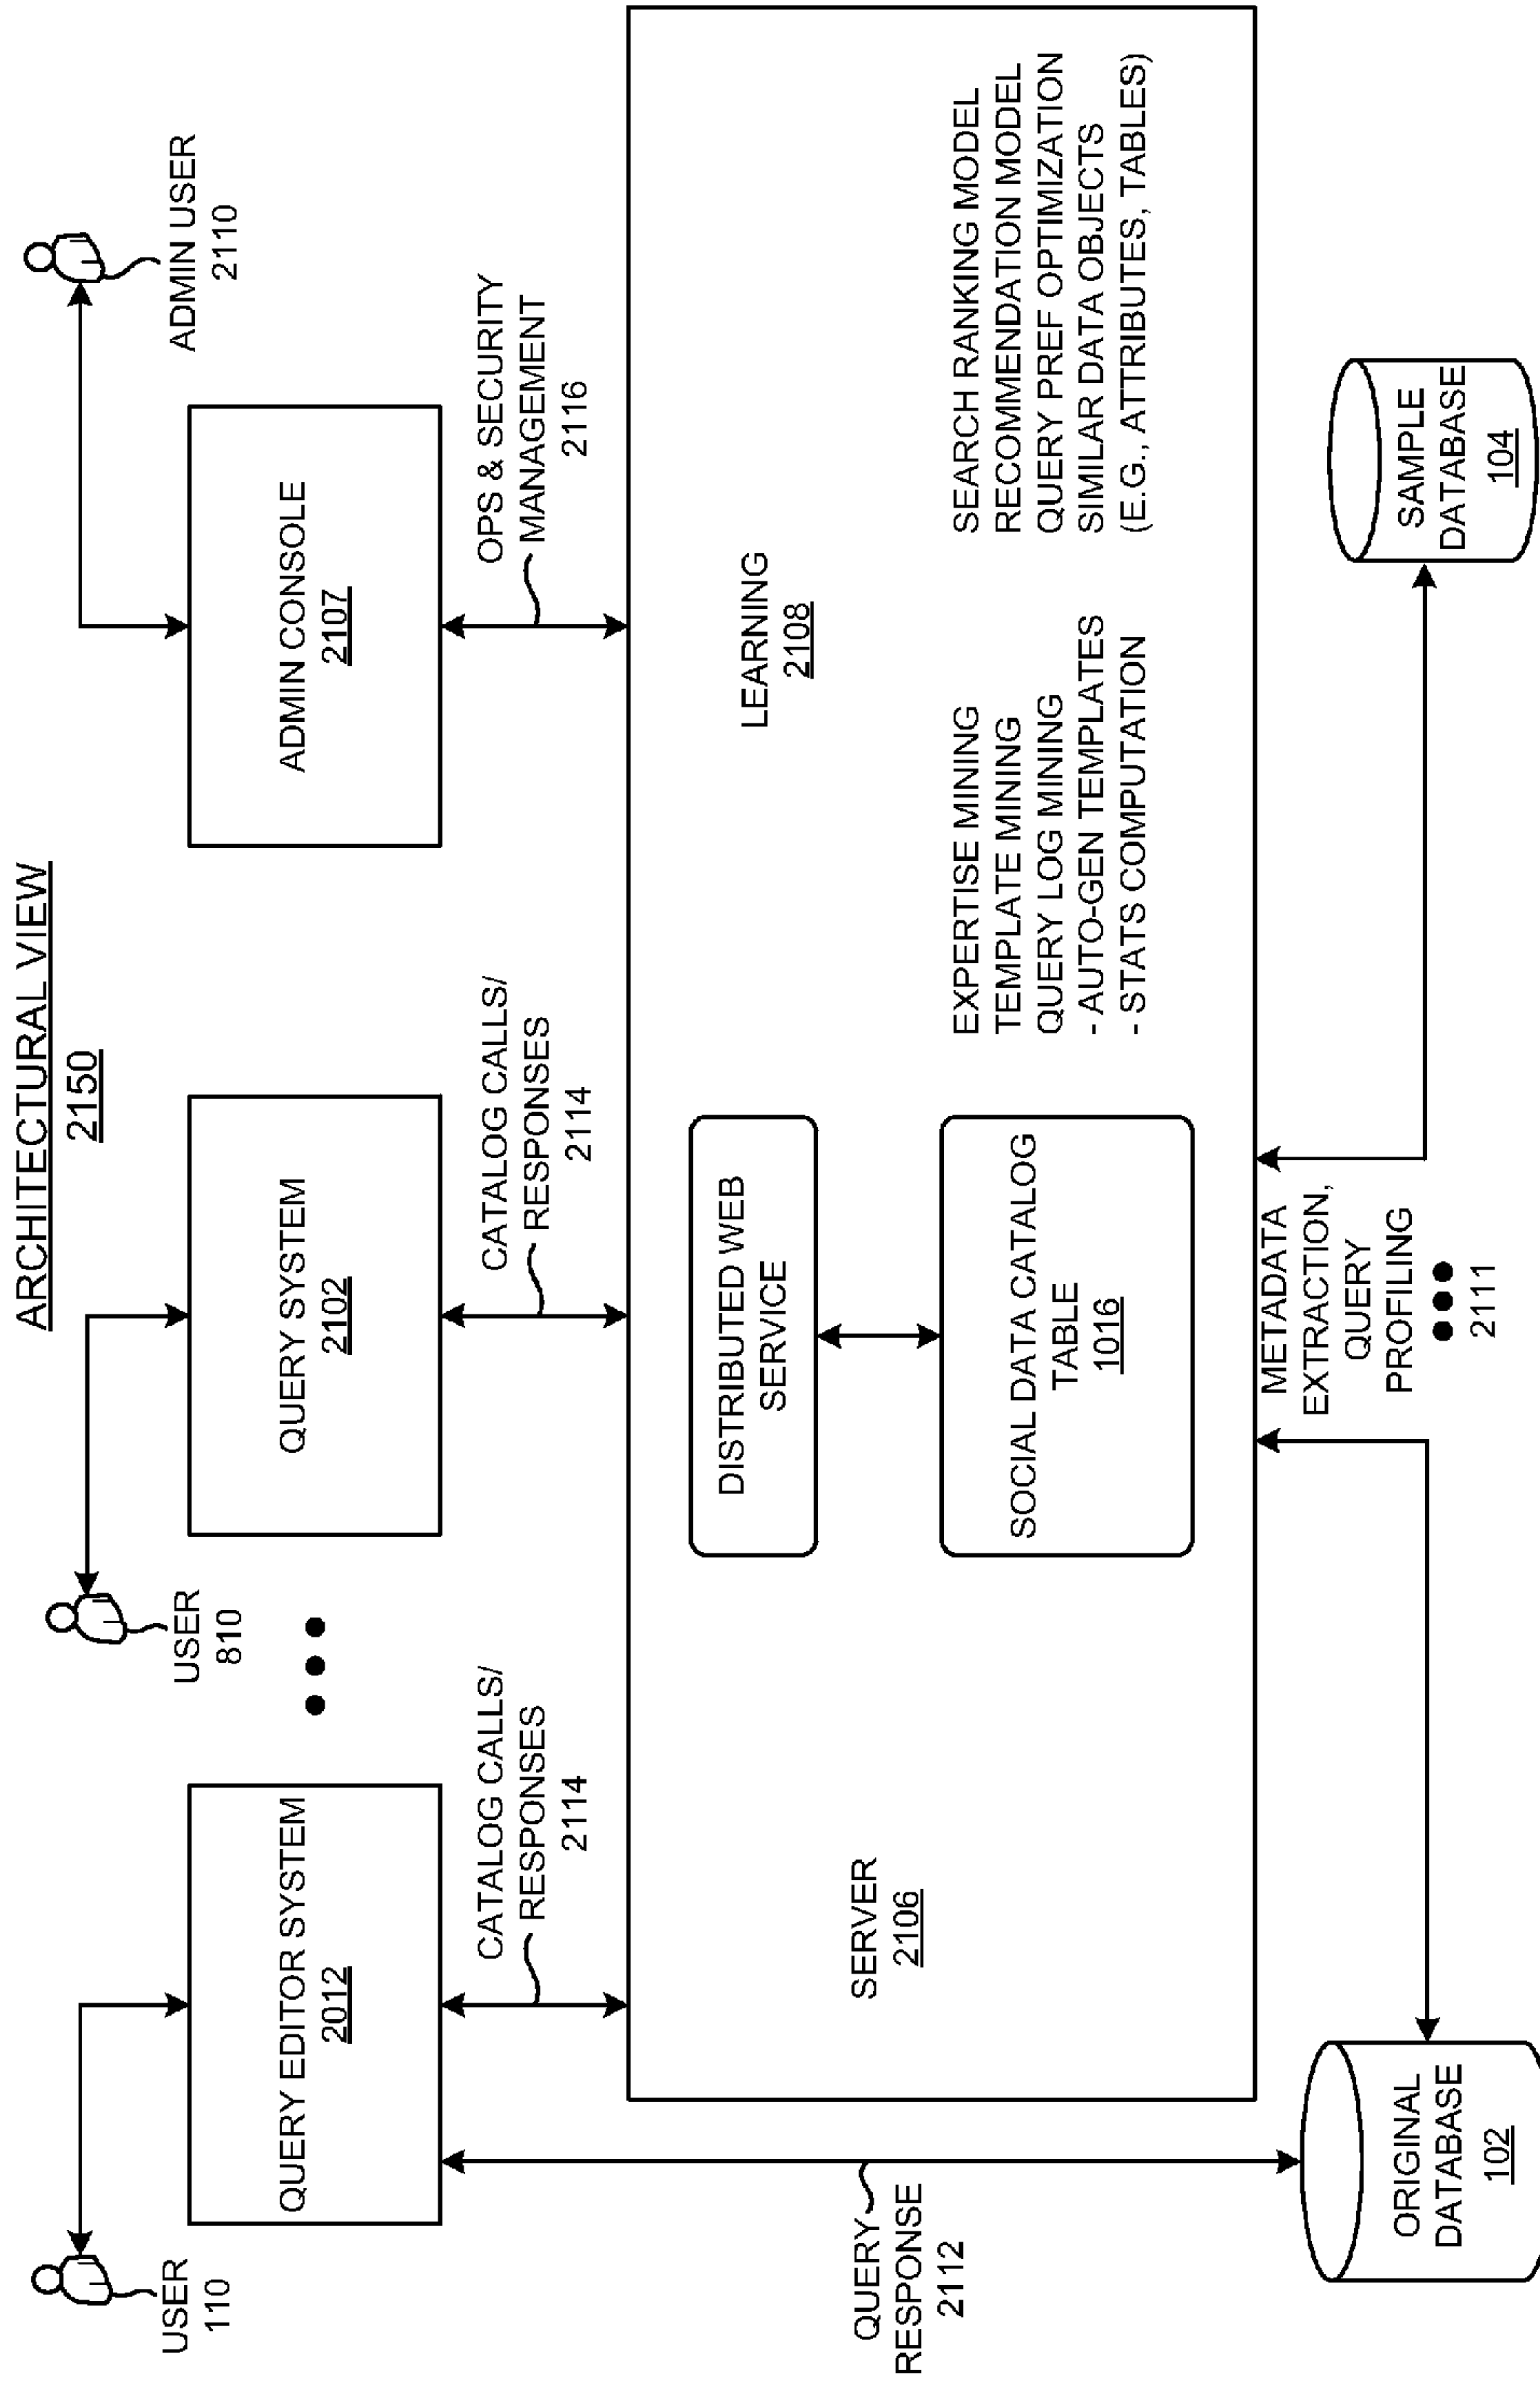 ARCHITECTURAL VIEW
2150
USER
110
USER
810
ADMIN USER
2110
QUERY EDITOR SYSTEM
2012
QUERY SYSTEM
2102
ADMIN CONSOLE
2107
CATALOG CALLS/
RESPONSES
2114
CATALOG CALLS/
RESPONSES
2114
OPS & SECURITY
MANAGEMENT
2116
QUERY
RESPONSE
2112
SERVER
2106
DISTRIBUTED WEB
SERVICE
SOCIAL DATA CATALOG
TABLE
1016
LEARNING
2108
EXPERTISE MINING
TEMPLATE MINING
QUERY LOG MINING
- AUTO-GEN TEMPLATES
- STATS COMPUTATION
SEARCH RANKING MODEL
RECOMMENDATION MODEL
QUERY PREF OPTIMIZATION
SIMILAR DATA OBJECTS
(E.G., ATTRIBUTES, TABLES)
ORIGINAL
DATABASE
102
METADATA
EXTRACTION,
QUERY
PROFILING
2111
SAMPLE
DATABASE
104